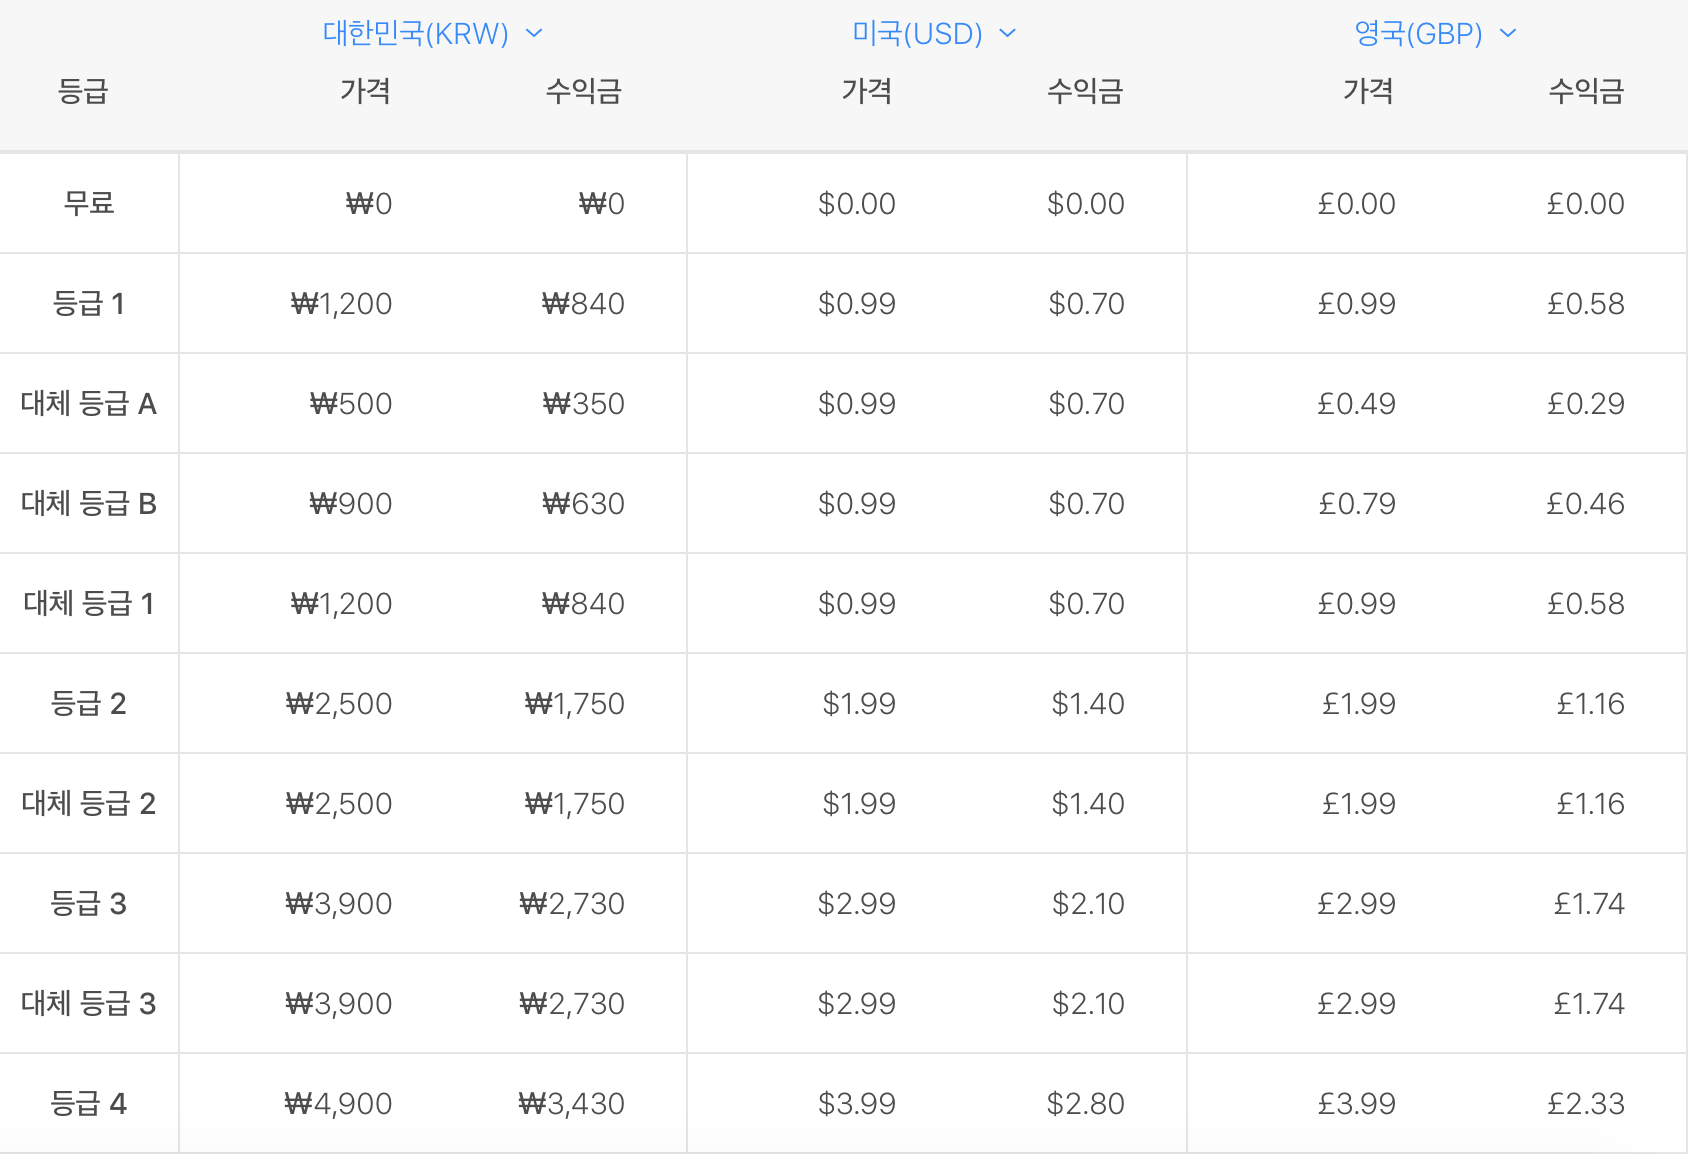 대한민국(KRW) 미국(USD) 영국(GBP)
등급 가격 수익금 가격 수익금 가격 수익금
무료 ₩0 ₩0 $0.00 $0.00 £0.00 £0.00
등급 1 ₩1,200 ₩840 $0.99 $0.70 £0.99 £0.58
대체 등급 A ₩500 ₩350 $0.99 $0.70 £0.49 £0.29
대체 등급 B ₩900 ₩630 $0.99 $0.70 £0.79 £0.46
대체 등급 1 ₩1,200 ₩840 $0.99 $0.70 £0.99 £0.58
등급 2 ₩2,500 ₩1,750 $1.99 $1.40 £1.99 £1.16
대체 등급 2 ₩2,500 ₩1,750 $1.99 $1.40 £1.99 £1.16
등급 3 ₩3,900 ₩2,730 $2.99 $2.10 £2.99 £1.74
대체 등급 3 ₩3,900 ₩2,730 $2.99 $2.10 £2.99 £1.74
등급 4 ₩4,900 ₩3,430 $3.99 $2.80 £3.99 £2.33